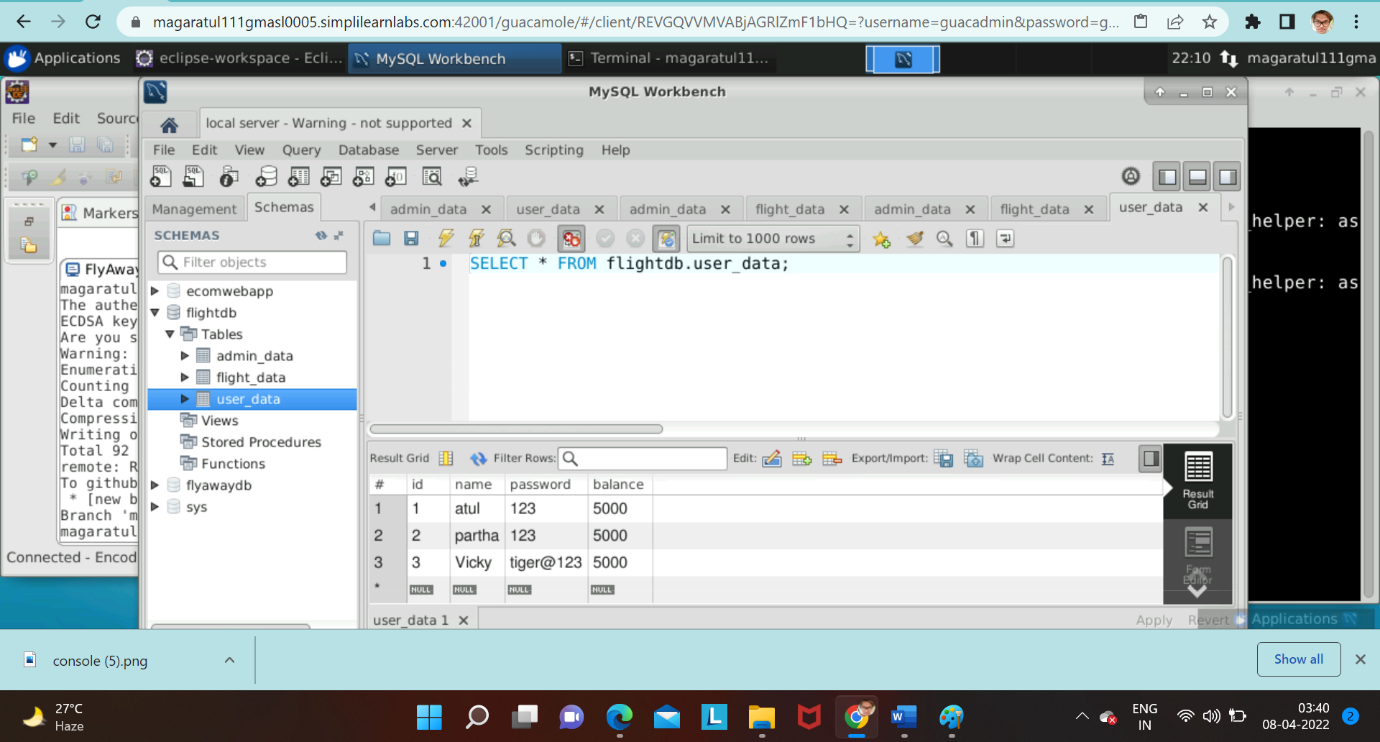 magaratul111gmasl0005.simplilearnlabs.com:42001/guacamole/#/client/REVGQVVMVABjAGRlZmF1bHQ=?username=guacadmin&password=g...
Applications eclipse-workspace - Ecli... MySQL Workbench Terminal - magaratul11... 22:10 magaratul111gma
MySQL Workbench
File Edit Sourc
local server - Warning - not supported
File Edit View Query Database Server Tools Scripting Help
Management Schemas admin_data user_data admin_data flight_data admin_data flight_data user_data
Markers
SCHEMAS
Limit to 1000 rows
Filter objects
1 SELECT * FROM flightdb.user_data;
helper: as
_helper: as
FlyAway
magaratul
The authe
ECDSA key
Are you s
Warning:
Enumerati
Counting
Delta com
Compressi
Writing o
Total 92
remote: R
To github
* [new b
Branch 'm
magaratul
Connected - Encod
ecomwebapp
flightdb
Tables
admin_data
flight_data
user_data
Views
Stored Procedures
Functions
flyawaydb
sys
Result Grid Filter Rows: Edit: Export/Import: Wrap Cell Content:
# id name password balance
1 1 atul 123 5000
2 2 partha 123 5000
3 3 Vicky tiger@123 5000
* NULL NULL NULL NULL
Result
Grid
Form
Editor
user_data 1 Apply Revert Applications
console (5).png Show all
27°C
Haze
ENG
IN
03:40
08-04-2022
2